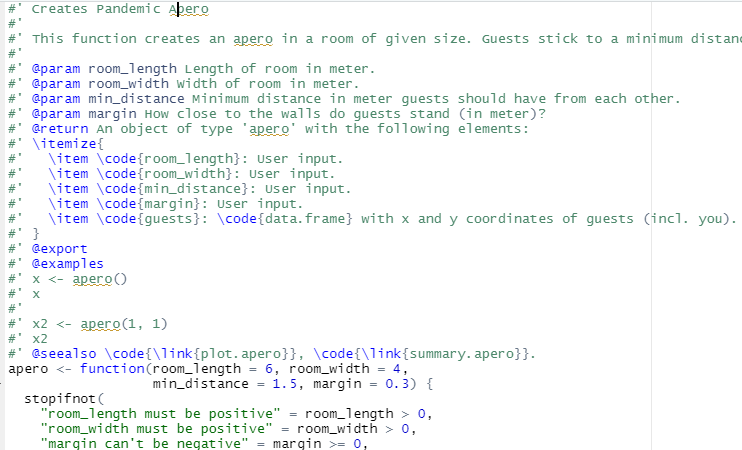 #' Creates Pandemic Apero
#'
#' This function creates an apero in a room of given size. Guests stick to a minimum
#'
#' @param room_length Length of room in meter.
#' @param room_width Width of room in meter.
#' @param min_distance Minimum distance in meter guests should have from each other.
#' @param margin How close to the walls do guests stand (in meter)?
#' @return An object of type 'apero' with the following elements:
#' \itemize{
#'   \item \code{room_length}: User input.
#'   \item \code{room_width}: User input.
#'   \item \code{min_distance}: User input.
#'   \item \code{margin}: User input.
#'   \item \code{guests}: \code{data.frame} with x and y coordinates of guests (incl. you).
#' }
#' @export
#' @examples
#' x <- apero()
#' x
#'
#' x2 <- apero(1, 1)
#' x2
#' @seealso \code{\link{plot.apero}}, \code{\link{summary.apero}}.
apero <- function(room_length = 6, room_width = 4,
                  min_distance = 1.5, margin = 0.3) {
  stopifnot(
    "room_length must be positive" = room_length > 0,
    "room_width must be positive" = room_width > 0,
    "margin can't be negative" = margin >= 0,